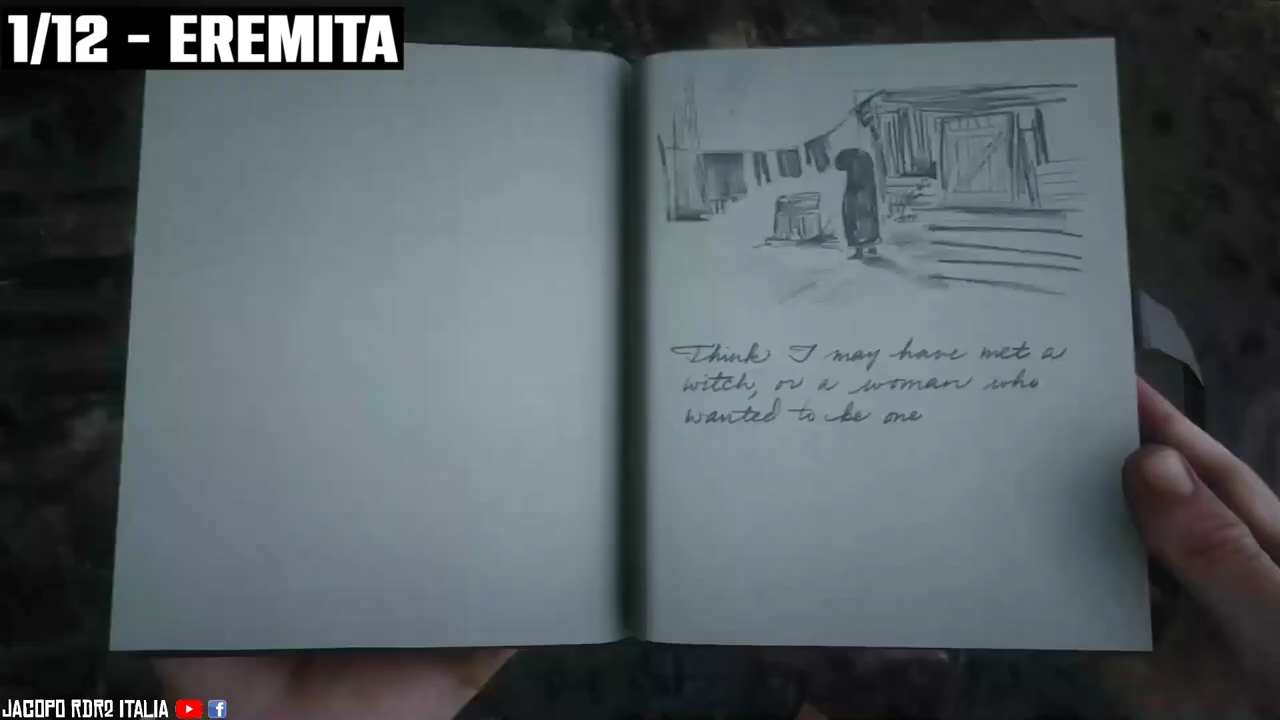 1/12 - EREMITA
Think I may have met a
witch, or a woman who
wanted to be one
JACOPO RDR2 ITALIA